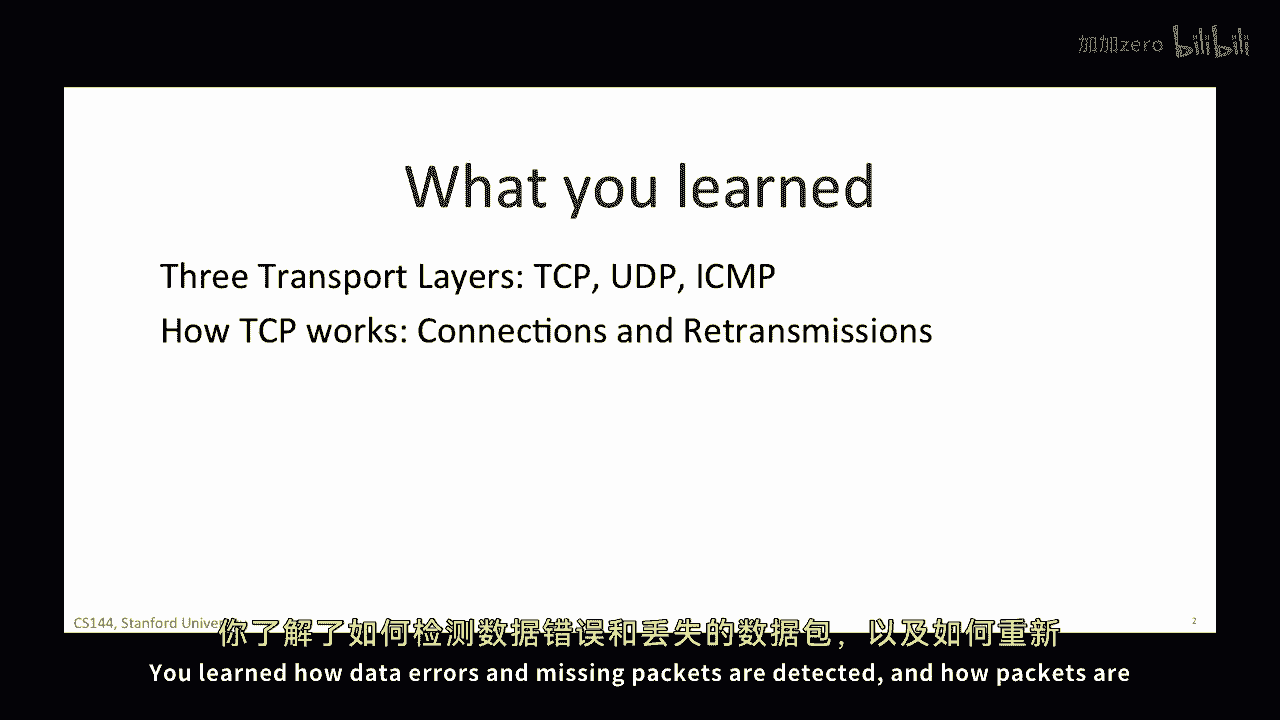 加加zero bilibili
What you learned
Three Transport Layers: TCP, UDP, ICMP
How TCP works: Connections and Retransmissions
CS144, Stanford
2
你了解了如何检测数据错误和丢失的数据包，以及如何重新
You learned how data errors and missing packets are detected, and how packets are